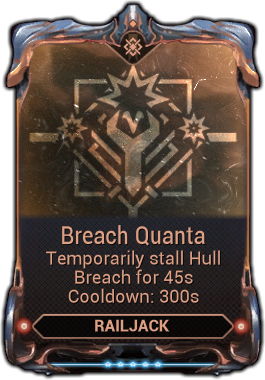 Breach Quanta
Temporarily stall Hull
Breach for 45s
Cooldown: 300s
RAILJACK